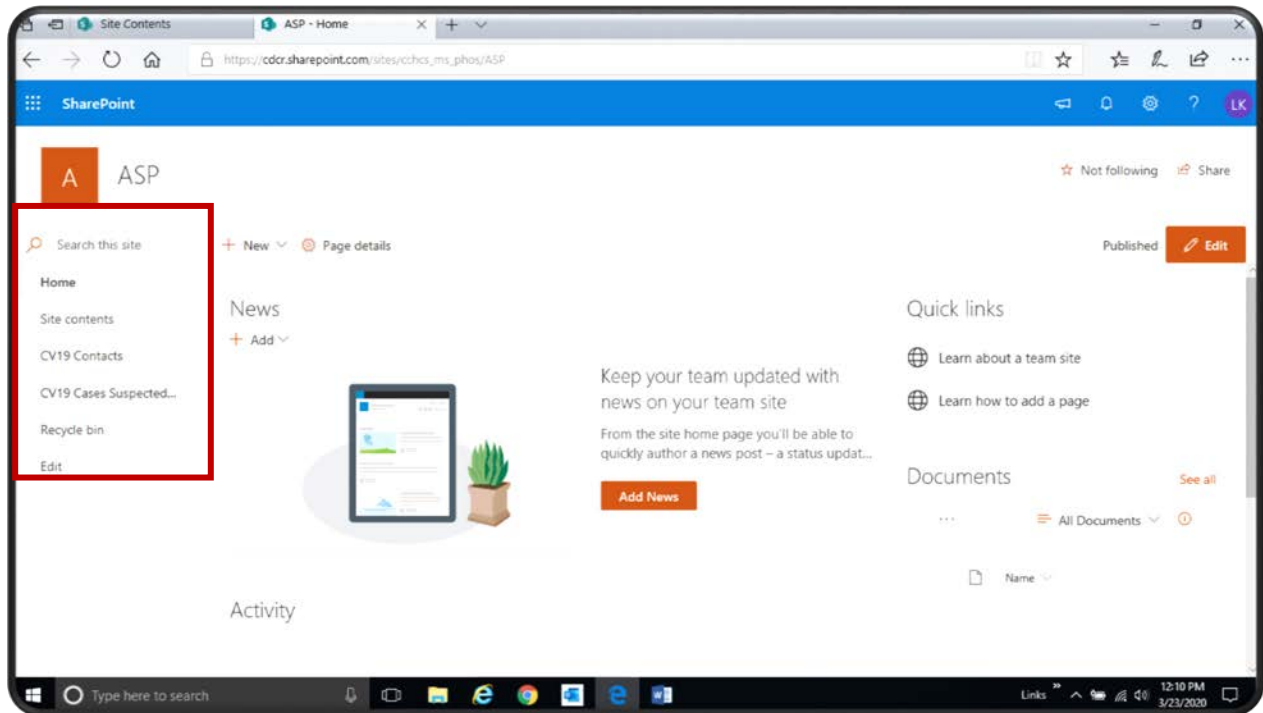 Site Contents
ASP - Home
https://cdcr.sharepoint.com/sites/cchcs_ms_phos/ASP
SharePoint
LK
A
ASP
Not following
Share
Search this site
New
Page details
Published
Edit
Home
Site contents
CV19 Contacts
CV19 Cases Suspected...
Recycle bin
Edit
News
Add
Keep your team updated with
news on your team site
From the site home page you'll be able to
quickly author a news post – a status updat...
Add News
Activity
Quick links
Learn about a team site
Learn how to add a page
Documents
See all
...
All Documents
Name
Type here to search
Links
12:10 PM
3/23/2020